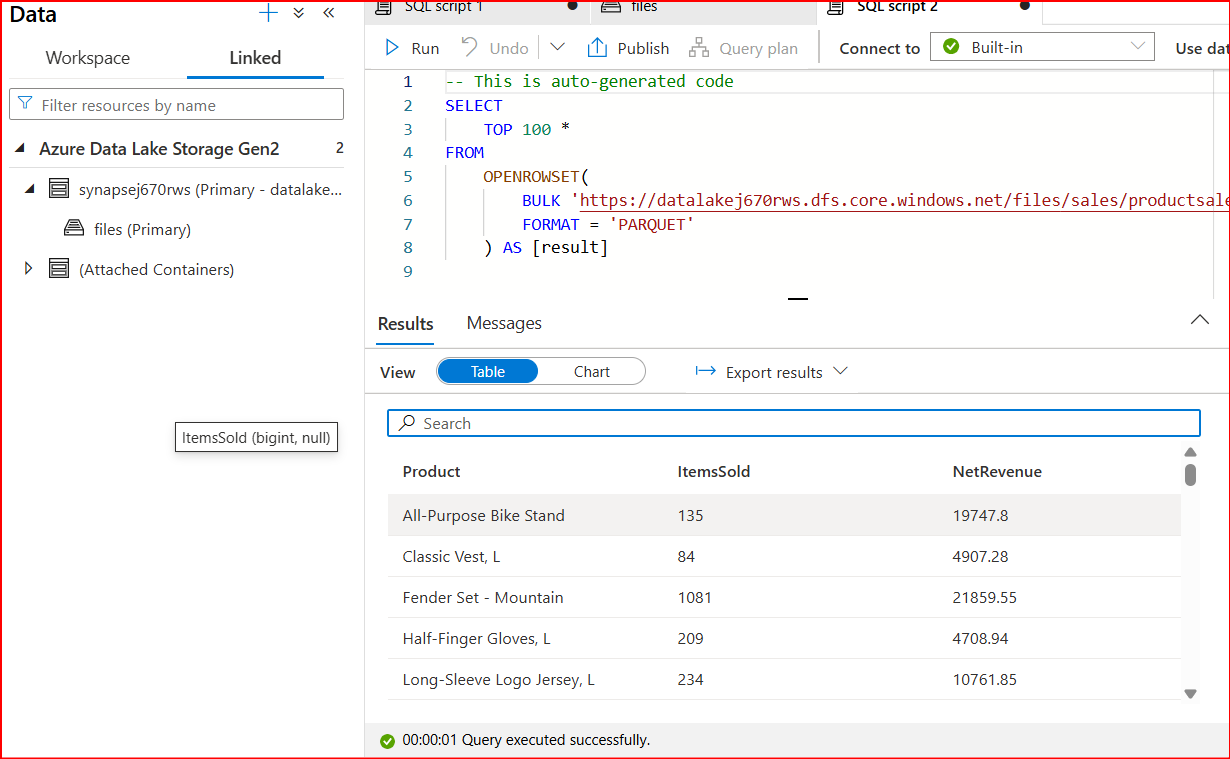 Data
Workspace Linked
Filter resources by name
Azure Data Lake Storage Gen2 2
synapsej670rws (Primary - datalake...
files (Primary)
(Attached Containers)
ItemsSold (bigint, null)
SQL script 1 files SQL script 2
Run Undo Publish Query plan Connect to Built-in Use dat
1 -- This is auto-generated code
2 SELECT
3 TOP 100 *
4 FROM
5 OPENROWSET(
6 BULK 'https://datalakej670rws.dfs.core.windows.net/files/sales/productsale
7 FORMAT = 'PARQUET'
8 ) AS [result]
9
Results Messages
View Table Chart Export results
Search
Product ItemsSold NetRevenue
All-Purpose Bike Stand 135 19747.8
Classic Vest, L 84 4907.28
Fender Set - Mountain 1081 21859.55
Half-Finger Gloves, L 209 4708.94
Long-Sleeve Logo Jersey, L 234 10761.85
00:00:01 Query executed successfully.